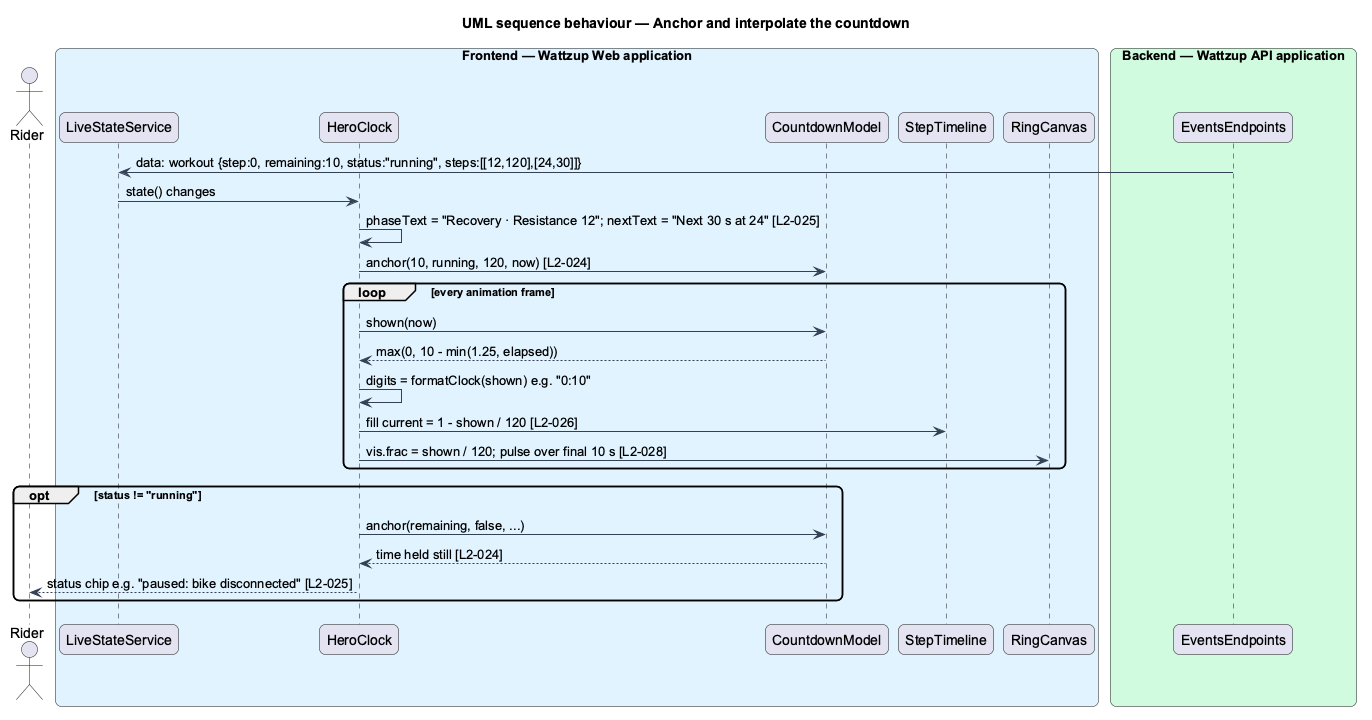 UML sequence behaviour — Anchor and interpolate the countdown
Frontend — Wattzup Web application
Backend — Wattzup API application
Rider
LiveStateService
HeroClock
CountdownModel
StepTimeline
RingCanvas
EventsEndpoints
data: workout {step:0, remaining:10, status:"running", steps:[[12,120],[24,30]]}
state() changes
phaseText = "Recovery · Resistance 12"; nextText = "Next 30 s at 24" [L2-025]
anchor(10, running, 120, now) [L2-024]
loop
[every animation frame]
shown(now)
max(0, 10 - min(1.25, elapsed))
digits = formatClock(shown) e.g. "0:10"
fill current = 1 - shown / 120 [L2-026]
vis.frac = shown / 120; pulse over final 10 s [L2-028]
opt
[status != "running"]
anchor(remaining, false, ...)
time held still [L2-024]
status chip e.g. "paused: bike disconnected" [L2-025]
Rider
LiveStateService
HeroClock
CountdownModel
StepTimeline
RingCanvas
EventsEndpoints